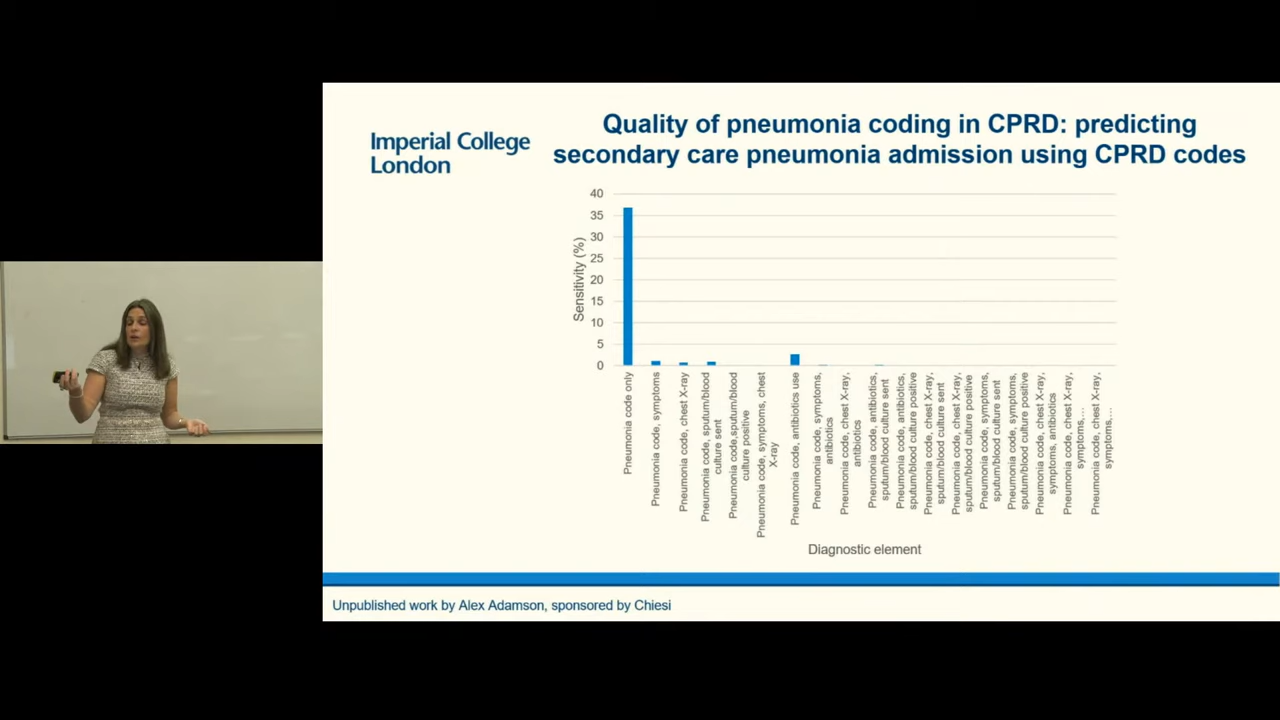 Imperial College
London
Quality of pneumonia coding in CPRD: predicting
secondary care pneumonia admission using CPRD codes
40
35
30
25
20
15
10
5
0
Sensitivity (%)
Pneumonia code only
Pneumonia code, symptoms
Pneumonia code, chest X-ray
Pneumonia code, sputum/blood
culture sent
Pneumonia code,sputum/blood
culture positive
Pneumonia code, symptoms, chest
X-ray
Pneumonia code, antibiotics use
Pneumonia code, symptoms,
antibiotics
Pneumonia code, chest X-ray,
antibiotics
Pneumonia code, antibiotics,
sputum/blood culture sent
Pneumonia code, antibiotics,
sputum/blood culture positive
Pneumonia code, chest X-ray,
sputum/blood culture sent
Pneumonia code, chest X-ray,
sputum/blood culture positive
Pneumonia code, symptoms,
sputum/blood culture sent
Pneumonia code, symptoms,
sputum/blood culture positive
Pneumonia code, chest X-ray,
symptoms, antibiotics
Pneumonia code, chest X-ray,
symptoms,...
Pneumonia code, chest X-ray,
symptoms,...
Diagnostic element
Unpublished work by Alex Adamson, sponsored by Chiesi